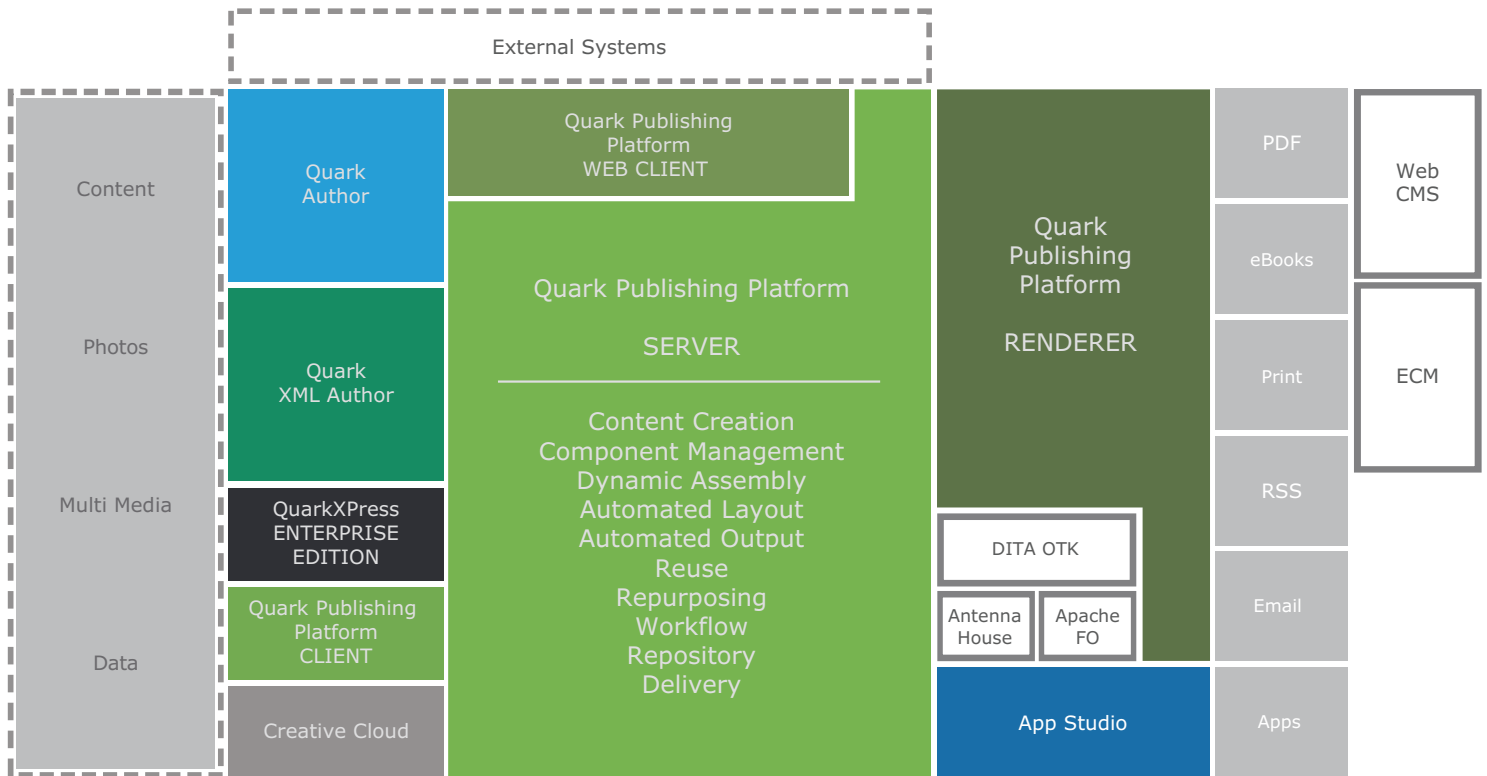 External Systems
Content
Photos
Multi Media
Data
Quark
Author
Quark
XML Author
QuarkXPress
ENTERPRISE
EDITION
Quark Publishing
Platform
CLIENT
Creative Cloud
Quark Publishing
Platform
WEB CLIENT
Quark Publishing Platform
SERVER
Content Creation
Component Management
Dynamic Assembly
Automated Layout
Automated Output
Reuse
Repurposing
Workflow
Repository
Delivery
Quark
Publishing
Platform
RENDERER
DITA OTK
Antenna
House
Apache
FO
App Studio
PDF
eBooks
Print
RSS
Email
Apps
Web
CMS
ECM